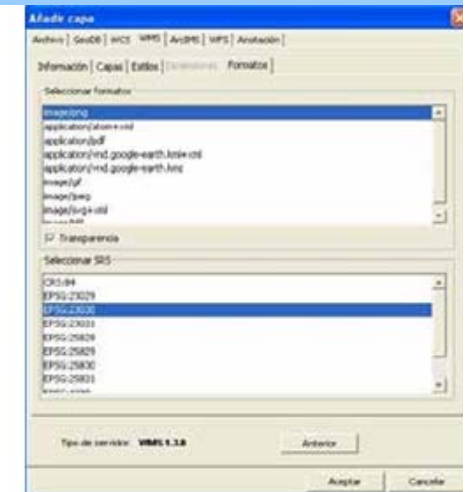 Añadir capa
Archivo | GeoDB | WCS | WMS | ArcIMS | WFS | Anotación |
Información | Capas | Estilos | Dimensiones | Formatos |
Seleccionar formatos
image/png
application/atom+xml
application/pdf
application/vnd.google-earth.kml+xml
application/vnd.google-earth.kmz
image/gif
image/jpeg
image/svg+xml
Transparencia
Seleccionar SRS
CRS:84
EPSG:23029
EPSG:23030
EPSG:23031
EPSG:25828
EPSG:25829
EPSG:25830
EPSG:25831
Tipo de servidor: WMS 1.3.0
Anterior
Aceptar Cancelar